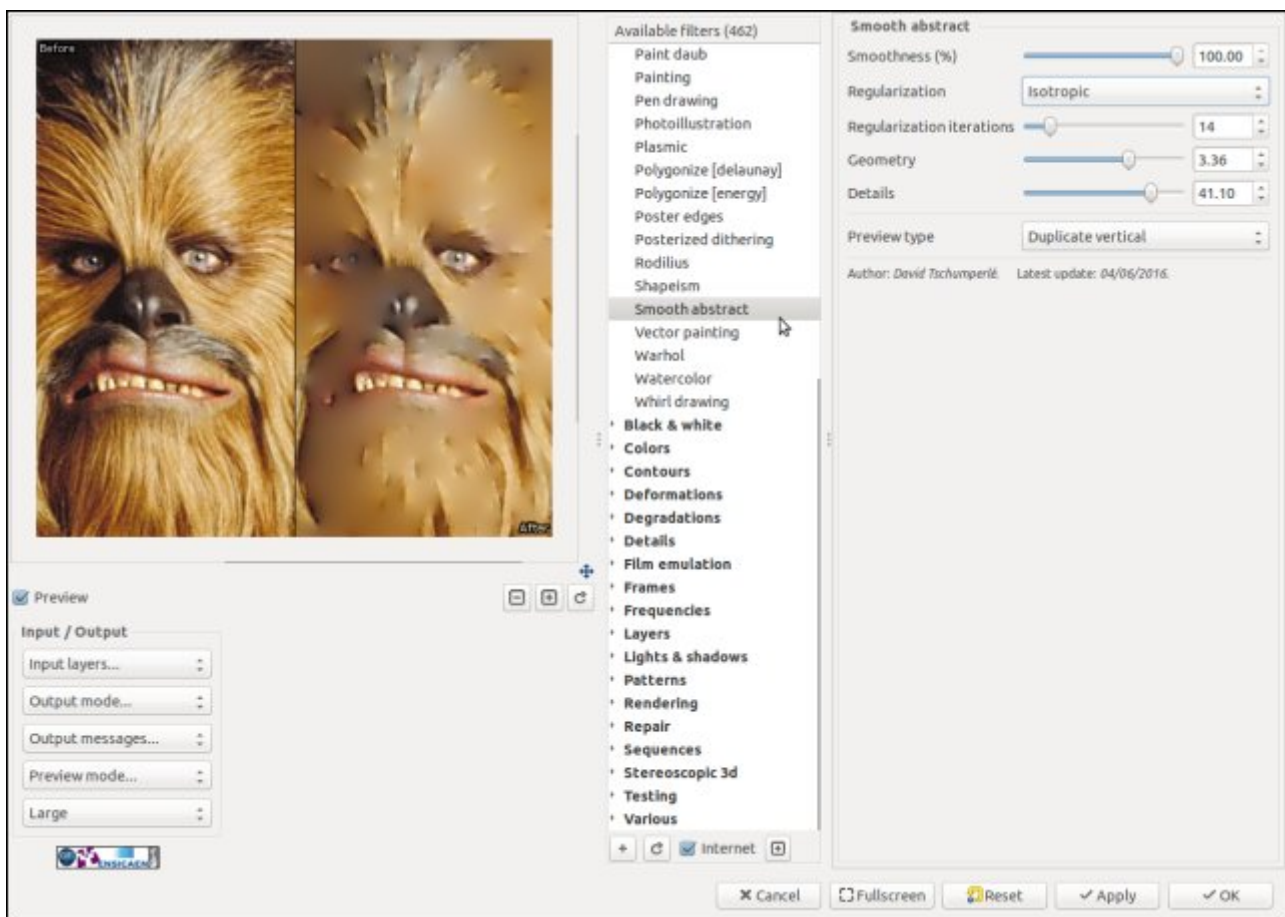 Before
After
Preview
Input / Output
Input layers...
Output mode...
Output messages...
Preview mode...
Large
ENSICAEN
Available filters (462)
Paint daub
Painting
Pen drawing
Photoillustration
Plasmic
Polygonize [delaunay]
Polygonize [energy]
Poster edges
Posterized dithering
Rodilius
Shapeism
Smooth abstract
Vector painting
Warhol
Watercolor
Whirl drawing
Black & white
Colors
Contours
Deformations
Degradations
Details
Film emulation
Frames
Frequencies
Layers
Lights & shadows
Patterns
Rendering
Repair
Sequences
Stereoscopic 3d
Testing
Various
Internet
Smooth abstract
Smoothness (%) 100.00
Regularization Isotropic
Regularization iterations 14
Geometry 3.36
Details 41.10
Preview type Duplicate vertical
Author: David Tschumperlé. Latest update: 04/06/2016.
Cancel Fullscreen Reset Apply OK